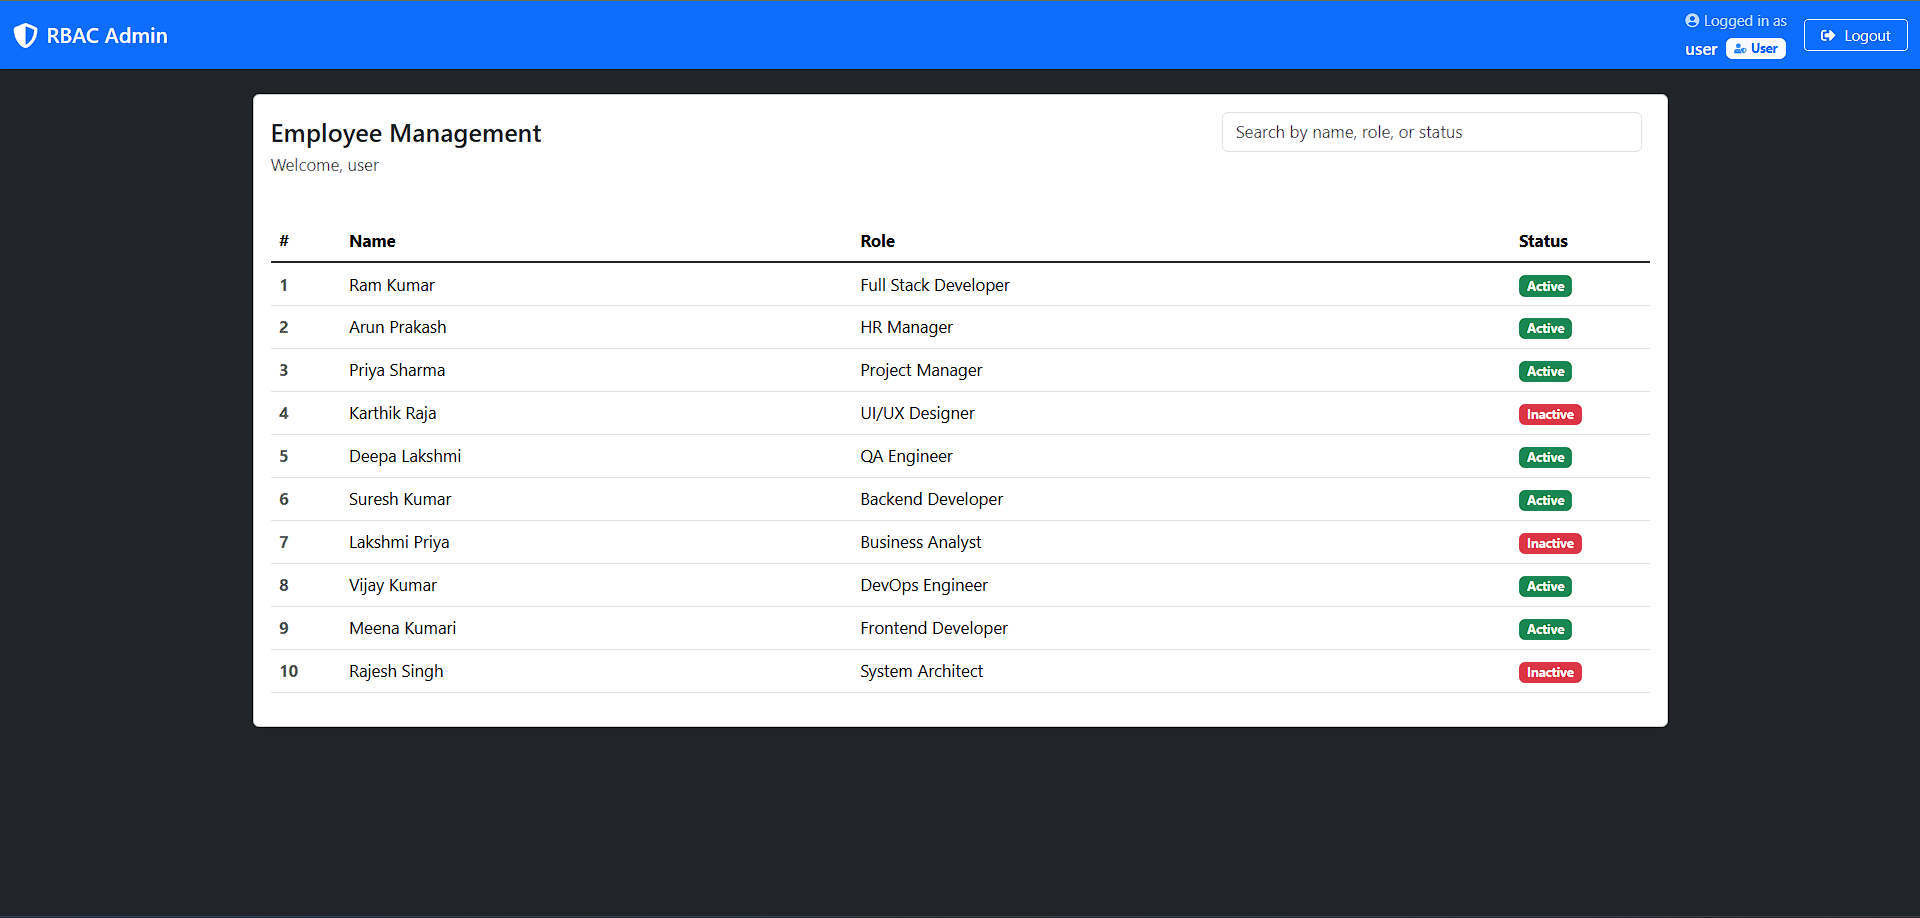 RBAC Admin
Logged in as
user User
Logout
Employee Management
Welcome, user
Search by name, role, or status
# Name Role Status
1 Ram Kumar Full Stack Developer Active
2 Arun Prakash HR Manager Active
3 Priya Sharma Project Manager Active
4 Karthik Raja UI/UX Designer Inactive
5 Deepa Lakshmi QA Engineer Active
6 Suresh Kumar Backend Developer Active
7 Lakshmi Priya Business Analyst Inactive
8 Vijay Kumar DevOps Engineer Active
9 Meena Kumari Frontend Developer Active
10 Rajesh Singh System Architect Inactive